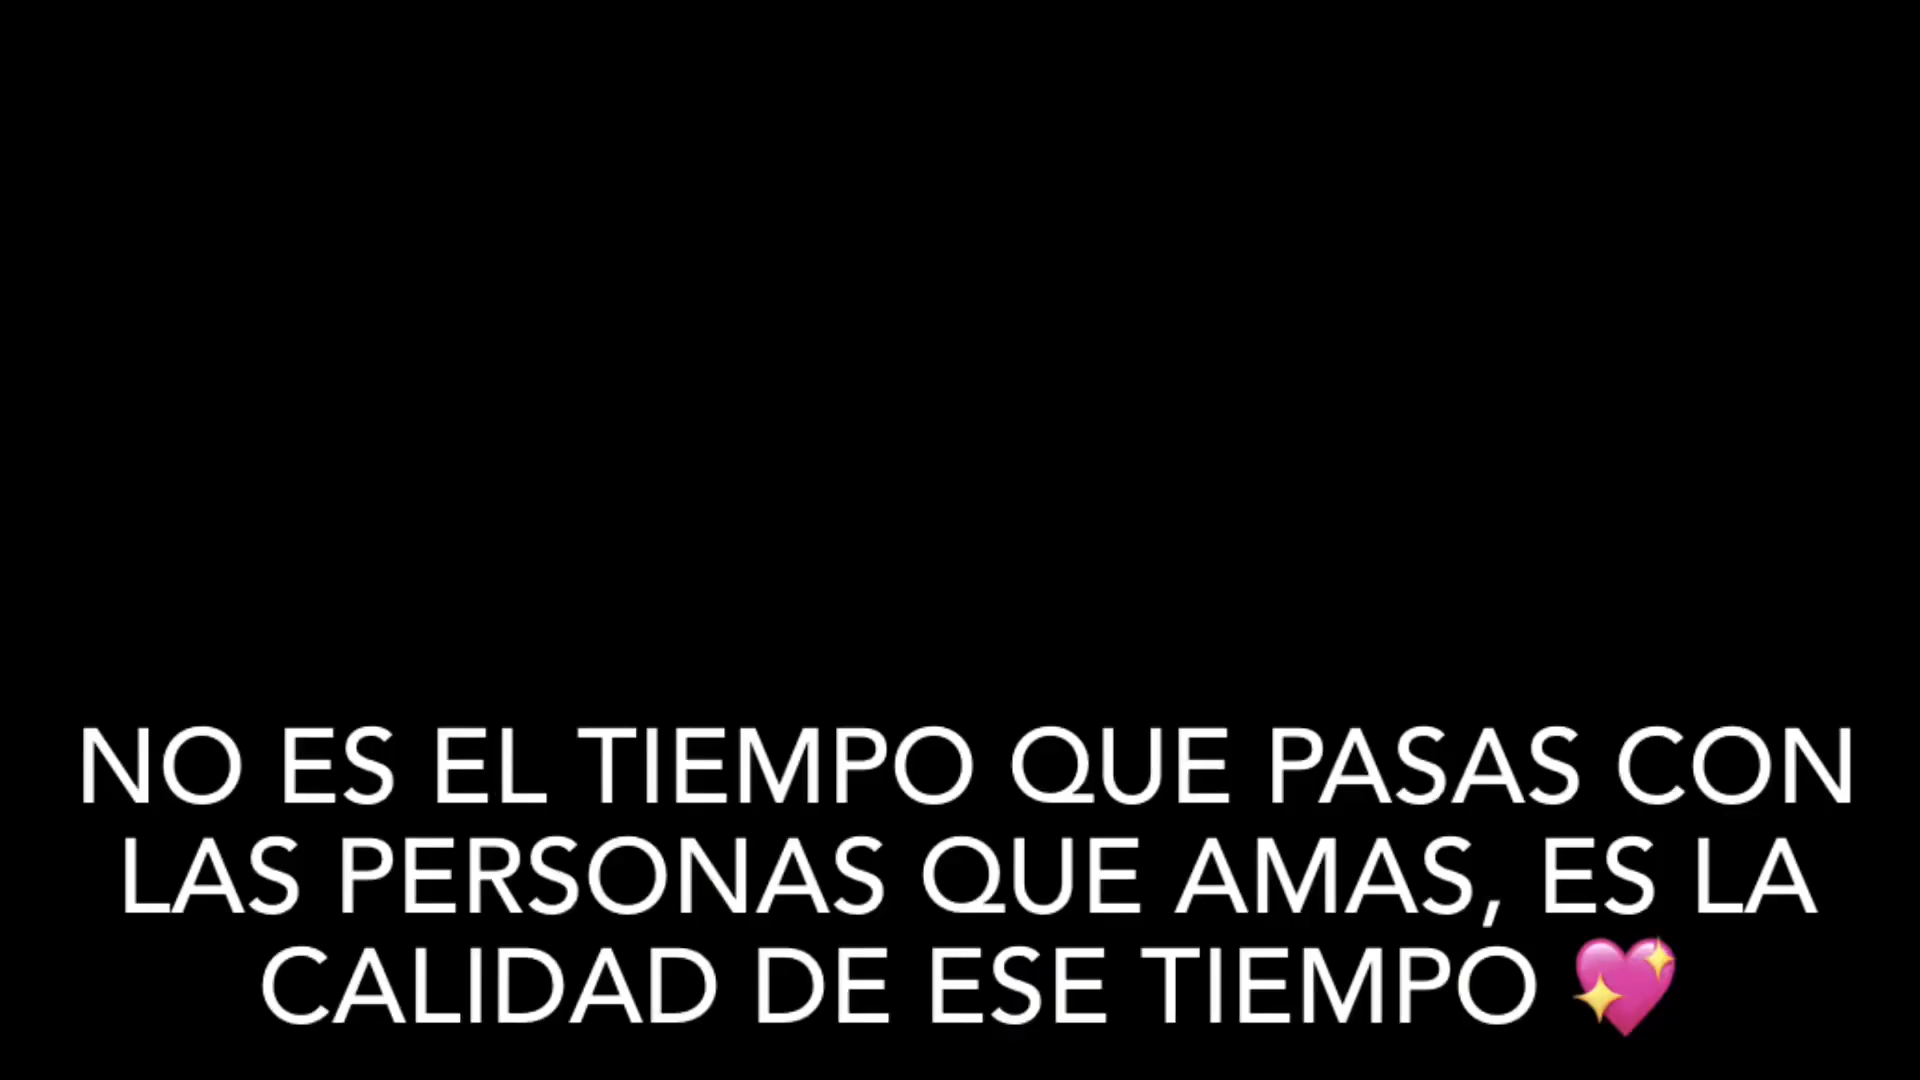 NO ES EL TIEMPO QUE PASAS CON
LAS PERSONAS QUE AMAS, ES LA
CALIDAD DE ESE TIEMPO 💖